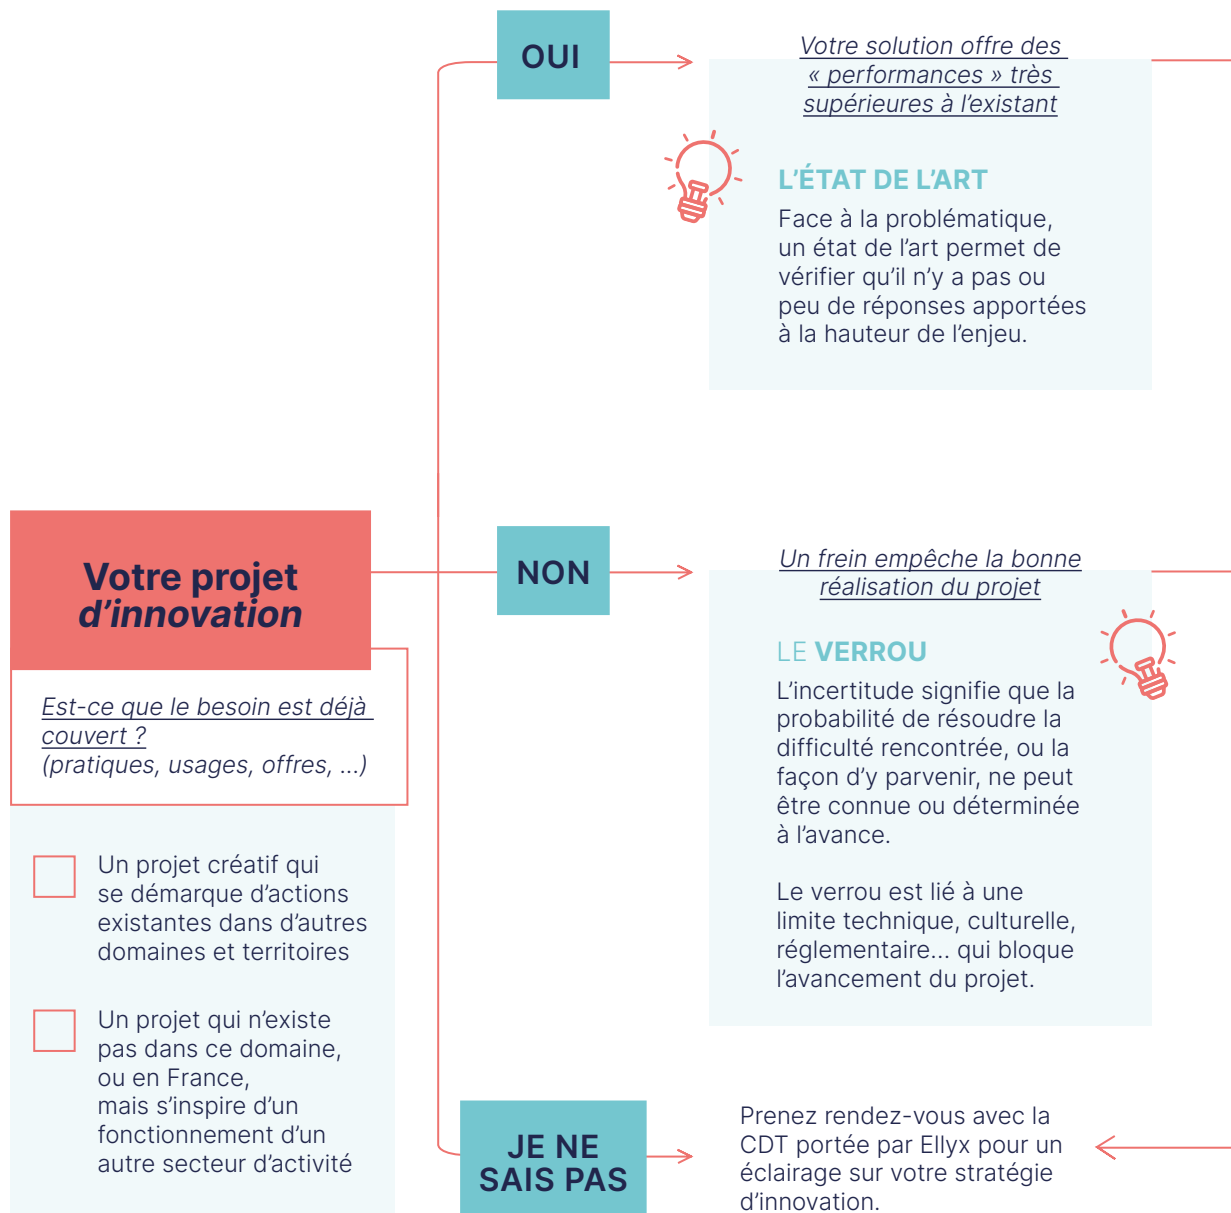 OUI
Votre solution offre des
« performances » très
supérieures à l’existant
L’ÉTAT DE L’ART
Face à la problématique,
un état de l’art permet de
vérifier qu’il n’y a pas ou
peu de réponses apportées
à la hauteur de l’enjeu.
Votre projet
d’innovation
Est-ce que le besoin est déjà
couvert ?
(pratiques, usages, offres, ...)
Un projet créatif qui
se démarque d’actions
existantes dans d’autres
domaines et territoires
Un projet qui n’existe
pas dans ce domaine,
ou en France,
mais s’inspire d’un
fonctionnement d’un
autre secteur d’activité
NON
Un frein empêche la bonne
réalisation du projet
LE VERROU
L’incertitude signifie que la
probabilité de résoudre la
difficulté rencontrée, ou la
façon d’y parvenir, ne peut
être connue ou déterminée
à l’avance.
Le verrou est lié à une
limite technique, culturelle,
réglementaire... qui bloque
l’avancement du projet.
JE NE
SAIS PAS
Prenez rendez-vous avec la
CDT portée par Ellyx pour un
éclairage sur votre stratégie
d’innovation.